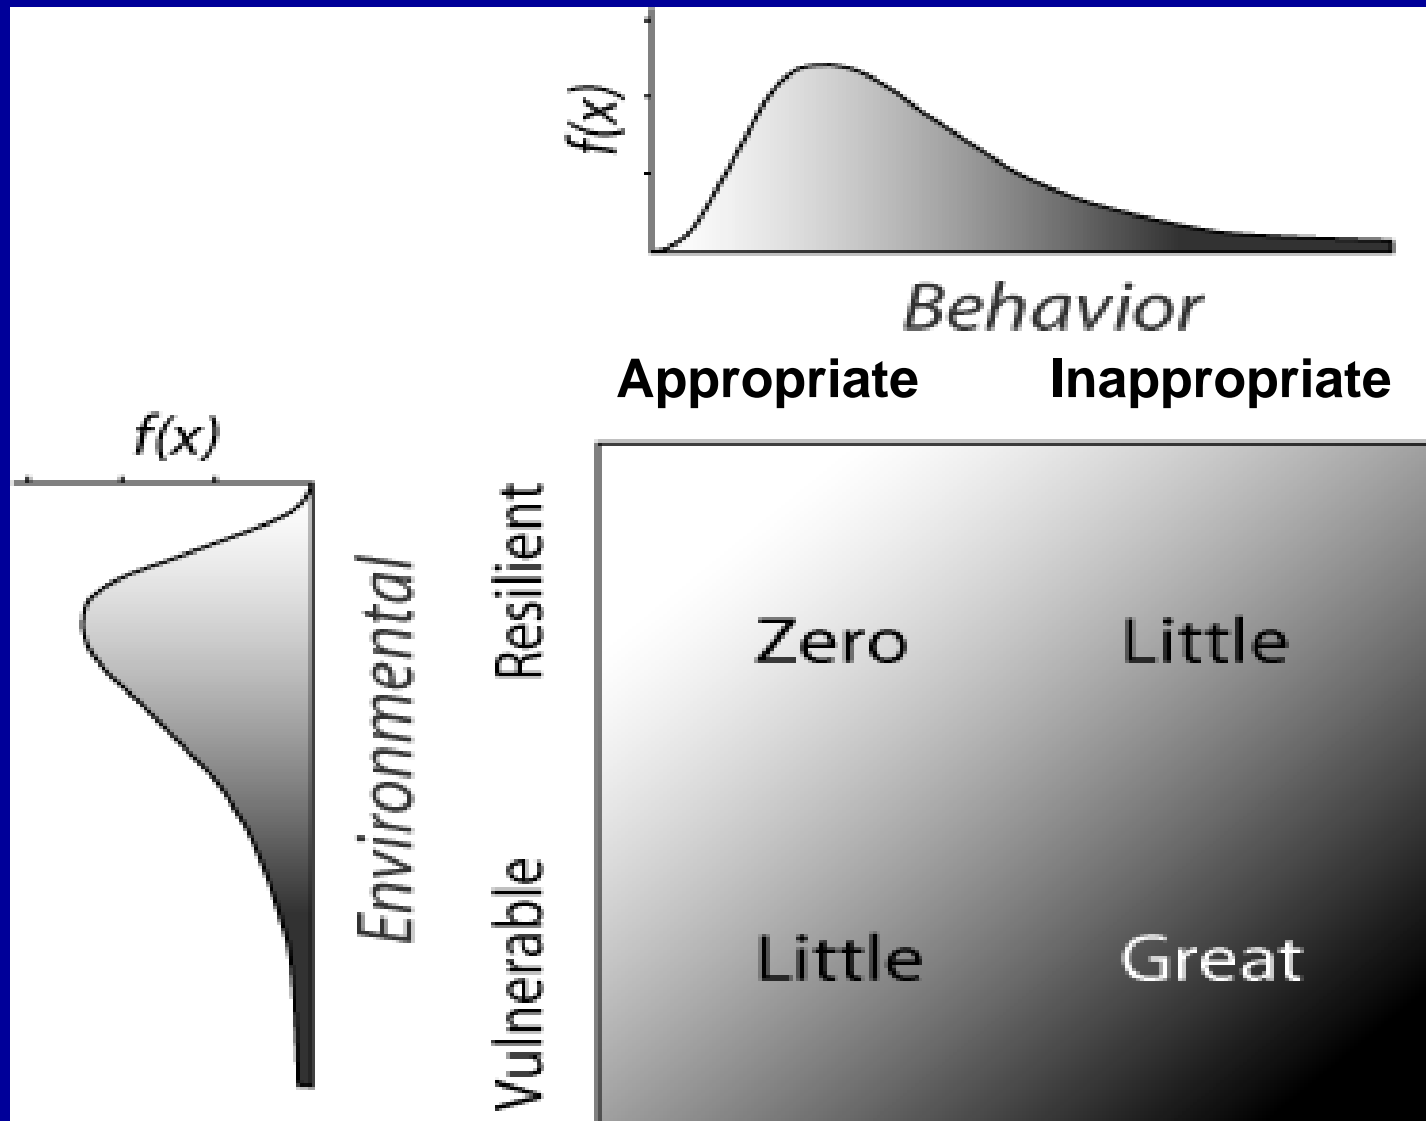 f(x)
Behavior
Appropriate Inappropriate
f(x)
Environmental
Resilient
Zero Little
Vulnerable
Little Great